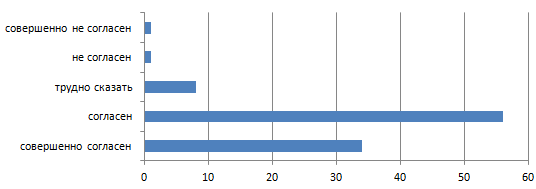 совершенно не согласен
не согласен
трудно сказать
согласен
совершенно согласен
0 10 20 30 40 50 60